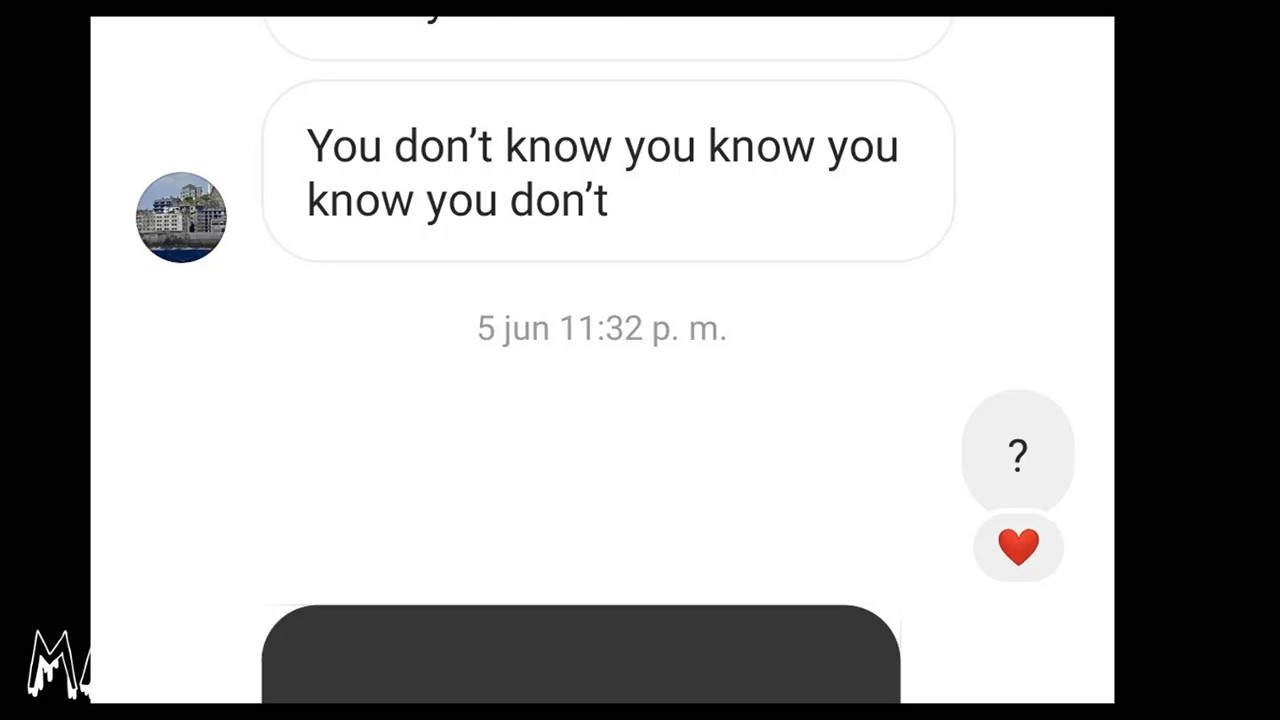 You don’t know you know you
know you don’t
5 jun 11:32 p. m.
?